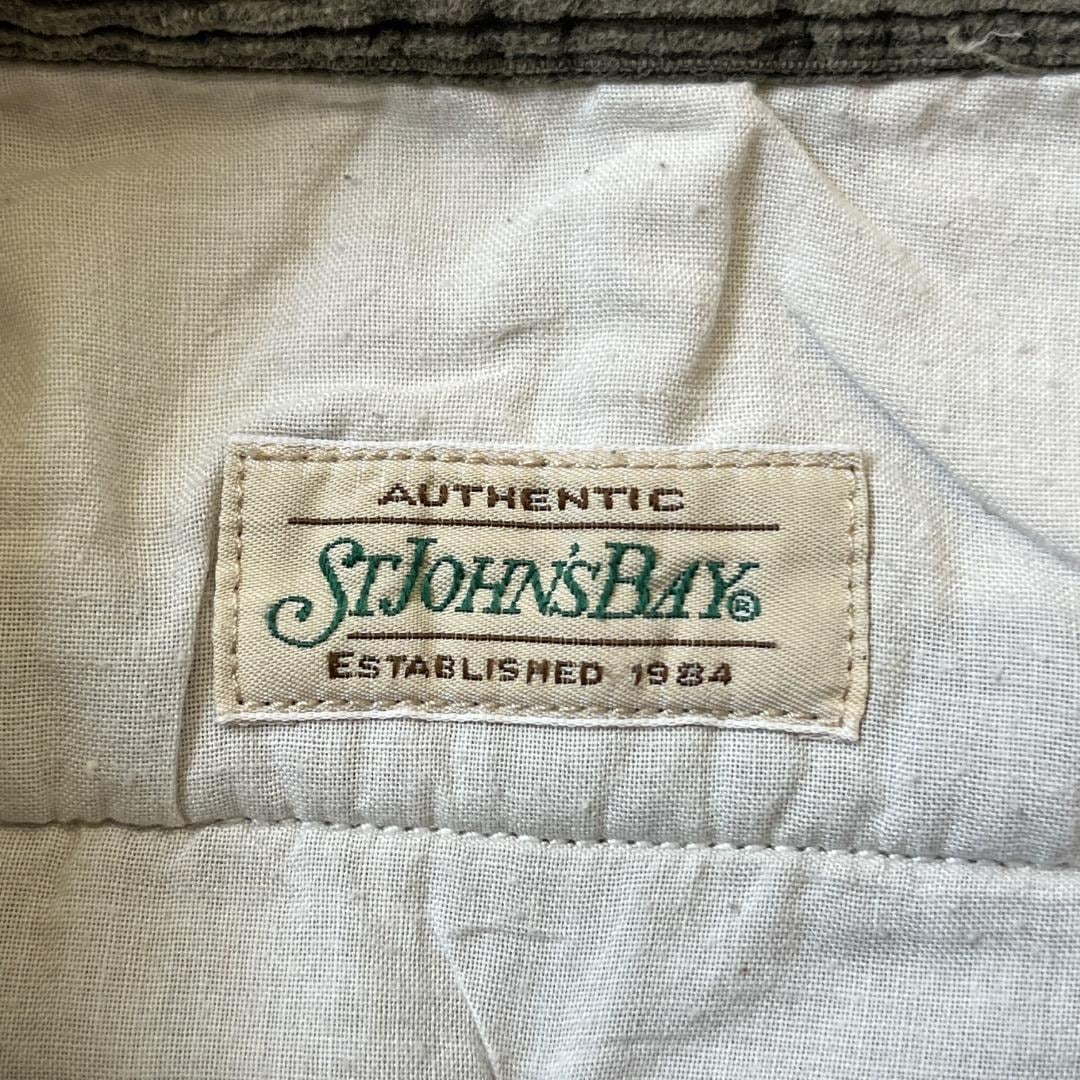 AUTHENTIC
ST JOHN'S BAY®
ESTABLISHED 1984